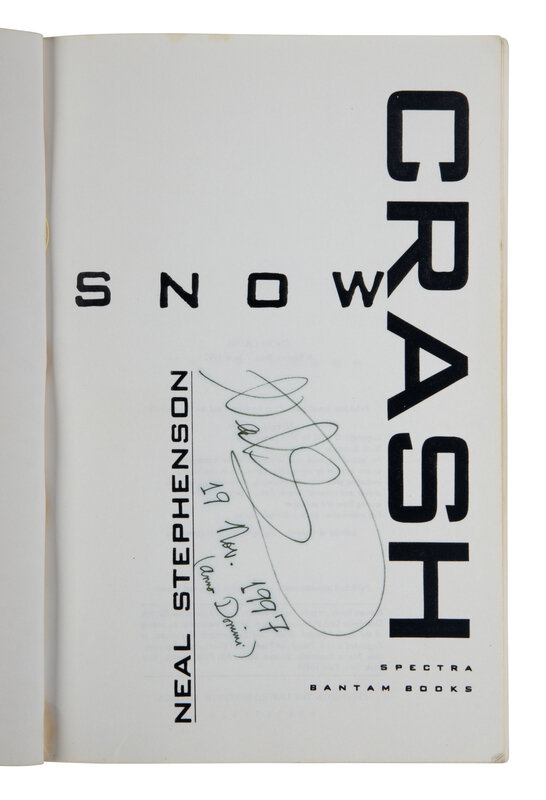 SNOW
CRASH
NEAL STEPHENSON
19 Nov. 1997
(anno Domini)
SPECTRA
BANTAM BOOKS